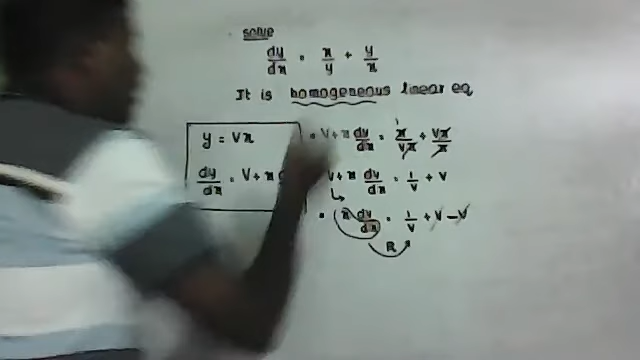 solve
dy/dx = x/y + y/x
It is homogeneous linear eq
y = vx
dy/dx = v + x
= v + x dv/dx = x/vx + vx/x
v + x dv/dx = 1/v + v
= x dv/dx = 1/v + v - v
R